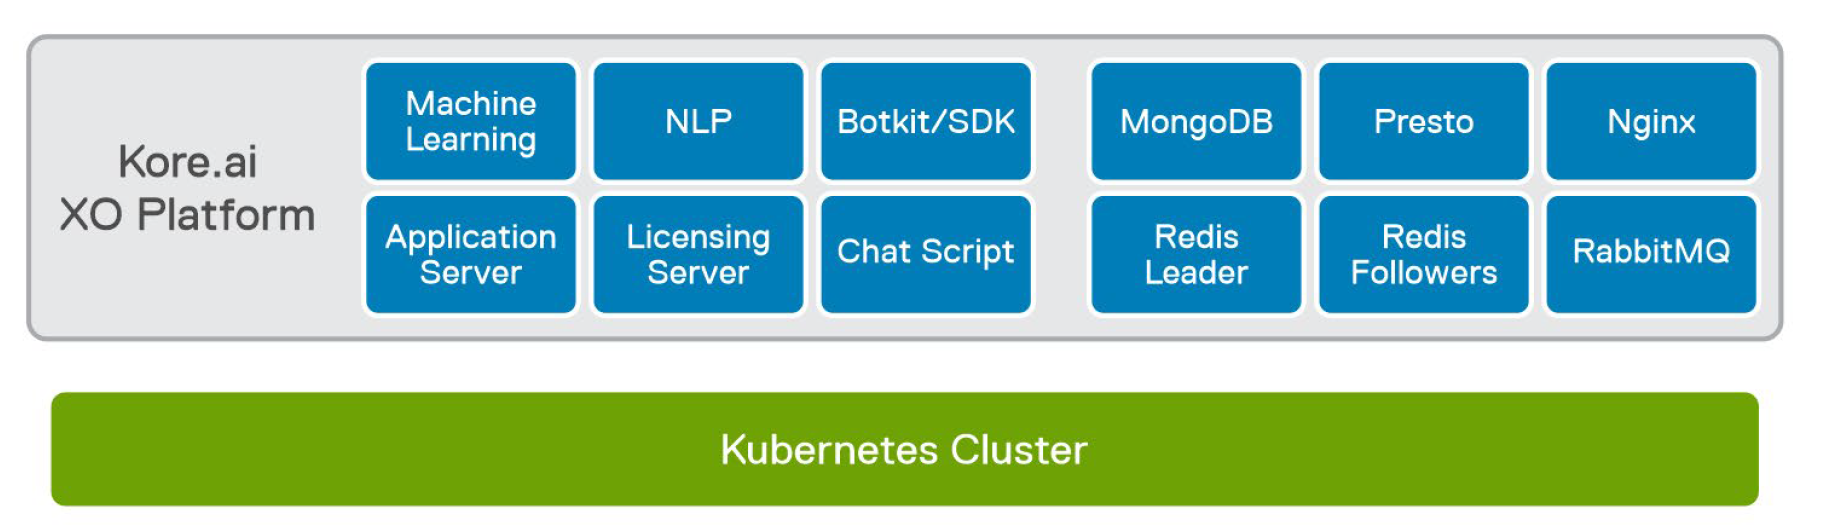 Kore.ai
XO Platform
Machine
Learning
NLP
Botkit/SDK
MongoDB
Presto
Nginx
Application
Server
Licensing
Server
Chat Script
Redis
Leader
Redis
Followers
RabbitMQ
Kubernetes Cluster